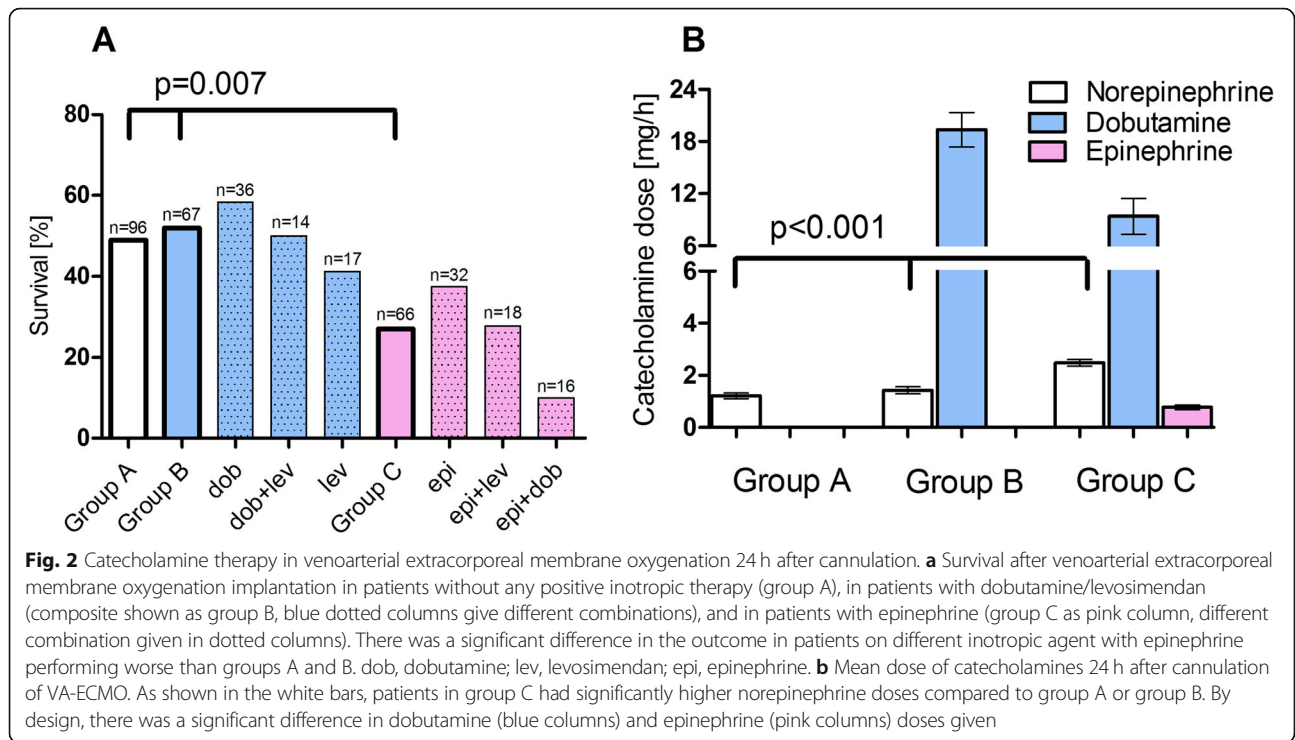 A
p=0.007
Survival [%]
80
60
40
20
0
n=96
n=67
n=36
n=14
n=17
n=66
n=32
n=18
n=16
Group A
Group B
dob
dob+lev
lev
Group C
epi
epi+lev
epi+dob
B
Catecholamine dose [mg/h]
24
18
12
6
6
4
2
0
Norepinephrine
Dobutamine
Epinephrine
p<0.001
Group A
Group B
Group C
Fig. 2 Catecholamine therapy in venoarterial extracorporeal membrane oxygenation 24 h after cannulation. a Survival after venoarterial extracorporeal
membrane oxygenation implantation in patients without any positive inotropic therapy (group A), in patients with dobutamine/levosimendan
(composite shown as group B, blue dotted columns give different combinations), and in patients with epinephrine (group C as pink column, different
combination given in dotted columns). There was a significant difference in the outcome in patients on different inotropic agent with epinephrine
performing worse than groups A and B. dob, dobutamine; lev, levosimendan; epi, epinephrine. b Mean dose of catecholamines 24 h after cannulation
of VA-ECMO. As shown in the white bars, patients in group C had significantly higher norepinephrine doses compared to group A or group B. By
design, there was a significant difference in dobutamine (blue columns) and epinephrine (pink columns) doses given